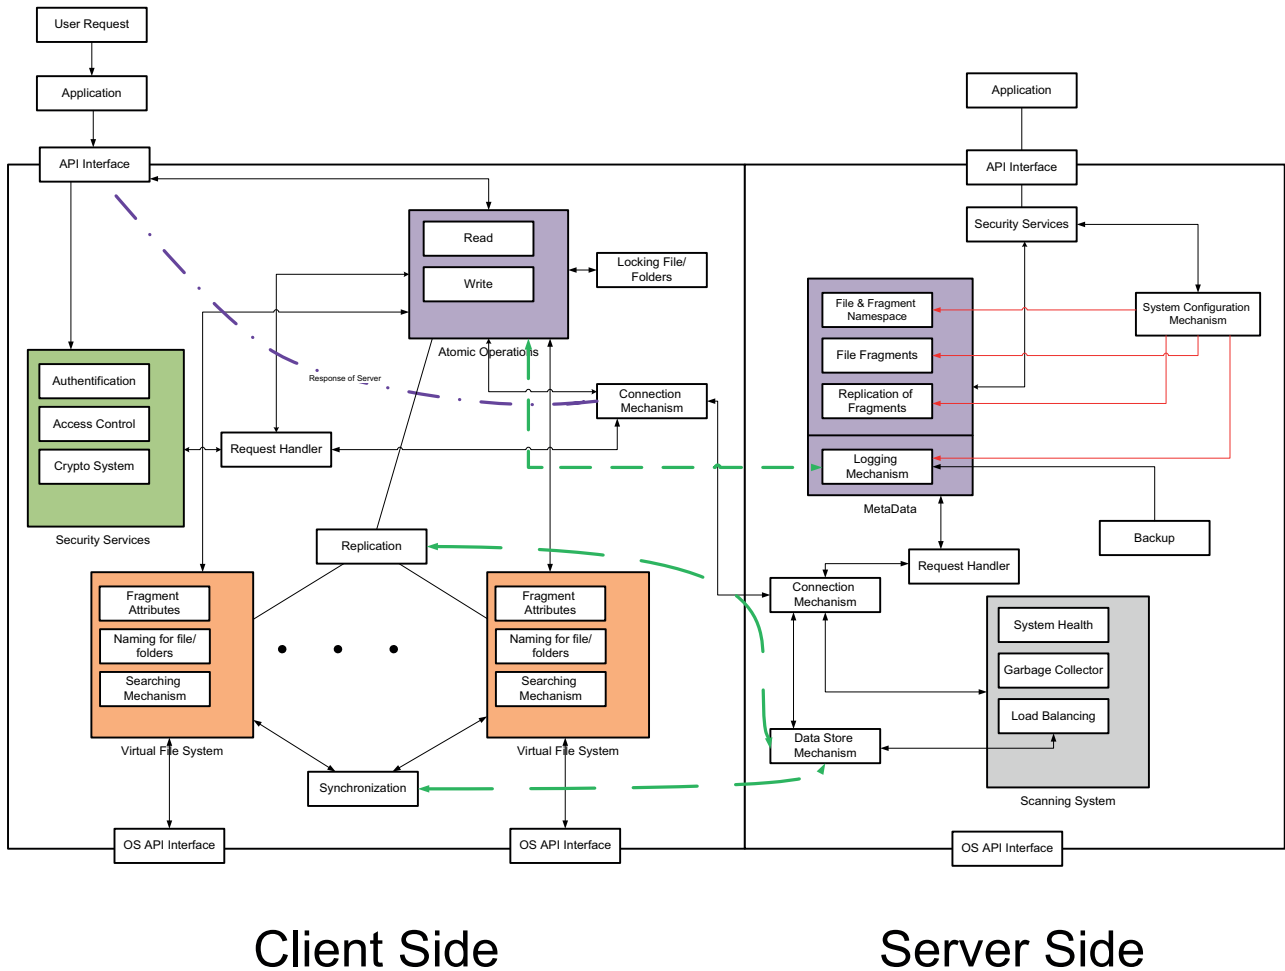 User Request
Application
API Interface
Read
Write
Atomic Operations
Locking File/
Folders
Response of Server
Connection
Mechanism
Authentification
Access Control
Crypto System
Security Services
Request Handler
Replication
Fragment
Attributes
Naming for file/
folders
Searching
Mechanism
Virtual File System
Fragment
Attributes
Naming for file/
folders
Searching
Mechanism
Virtual File System
Synchronization
OS API Interface
OS API Interface
Client Side
Application
API Interface
Security Services
System Configuration
Mechanism
File & Fragment
Namespace
File Fragments
Replication of
Fragments
Logging
Mechanism
MetaData
Backup
Request Handler
Connection
Mechanism
System Health
Garbage Collector
Load Balancing
Scanning System
Data Store
Mechanism
OS API Interface
Server Side